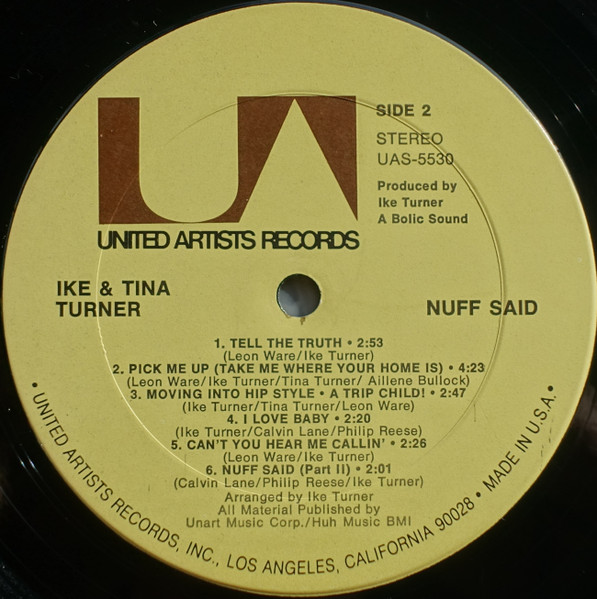 UA
SIDE 2
STEREO
UAS-5530
Produced by
Ike Turner
A Bolic Sound
UNITED ARTISTS RECORDS
IKE & TINA
TURNER
NUFF SAID
1. TELL THE TRUTH • 2:53
(Leon Ware/Ike Turner)
2. PICK ME UP (TAKE ME WHERE YOUR HOME IS) • 4:23
(Leon Ware/Ike Turner/Tina Turner/ Aillene Bullock)
3. MOVING INTO HIP STYLE • A TRIP CHILD! • 2:47
(Ike Turner/Tina Turner/Leon Ware)
4. I LOVE BABY • 2:20
(Ike Turner/Calvin Lane/Philip Reese)
5. CAN'T YOU HEAR ME CALLIN' • 2:26
(Leon Ware/Ike Turner)
6. NUFF SAID (Part II) • 2:01
(Calvin Lane/Philip Reese/Ike Turner)
Arranged by Ike Turner
All Material Published by
Unart Music Corp./Huh Music BMI
• UNITED ARTISTS RECORDS, INC., LOS ANGELES, CALIFORNIA 90028 • MADE IN U.S.A. •